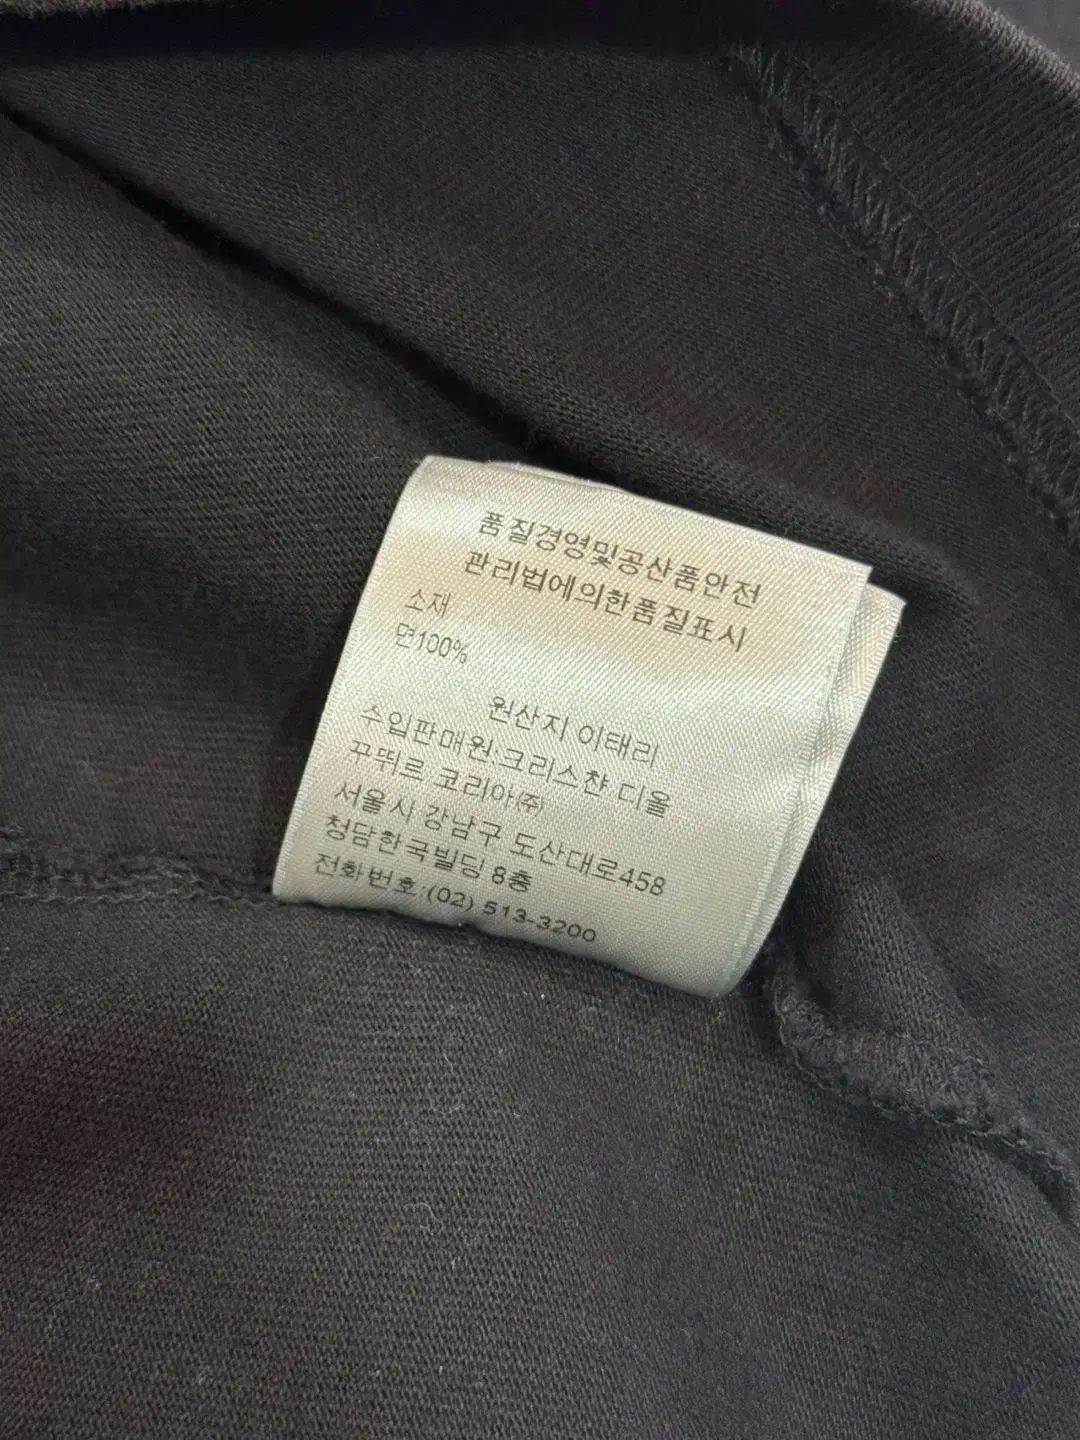 품질경영및공산품안전
관리법에의한품질표시
소재
면100%
원산지 이태리
수입판매원:크리스챤 디올
꾸뛰르 코리아(주)
서울시 강남구 도산대로458
청담한국빌딩 8층
전화번호:(02) 513-3200